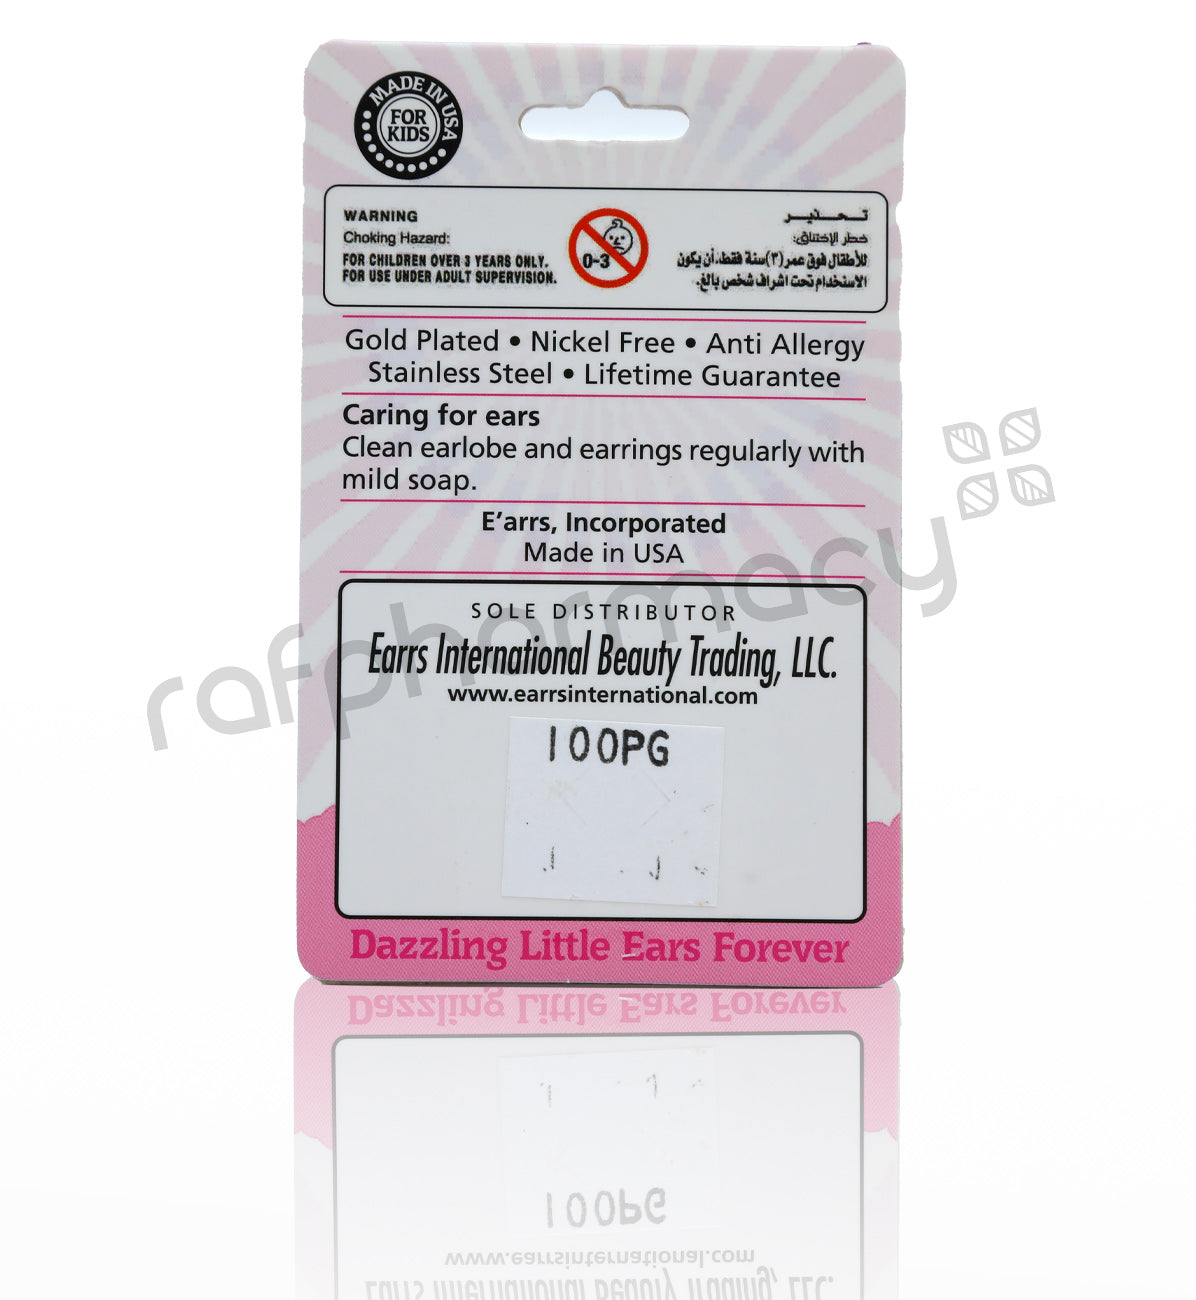 MADE IN USA
FOR
KIDS
WARNING
Choking Hazard:
FOR CHILDREN OVER 3 YEARS ONLY.
FOR USE UNDER ADULT SUPERVISION.
0-3
تحذير
خطر الإختناق:
للأطفال فوق عمر (٣) سنة فقط. أن يكون
الاستخدام تحت اشراف شخص بالغ.
Gold Plated • Nickel Free • Anti Allergy
Stainless Steel • Lifetime Guarantee
Caring for ears
Clean earlobe and earrings regularly with
mild soap.
E'arrs, Incorporated
Made in USA
SOLE DISTRIBUTOR
Earrs International Beauty Trading, LLC.
www.earrsinternational.com
100PG
Dazzling Little Ears Forever
rafpharmacy